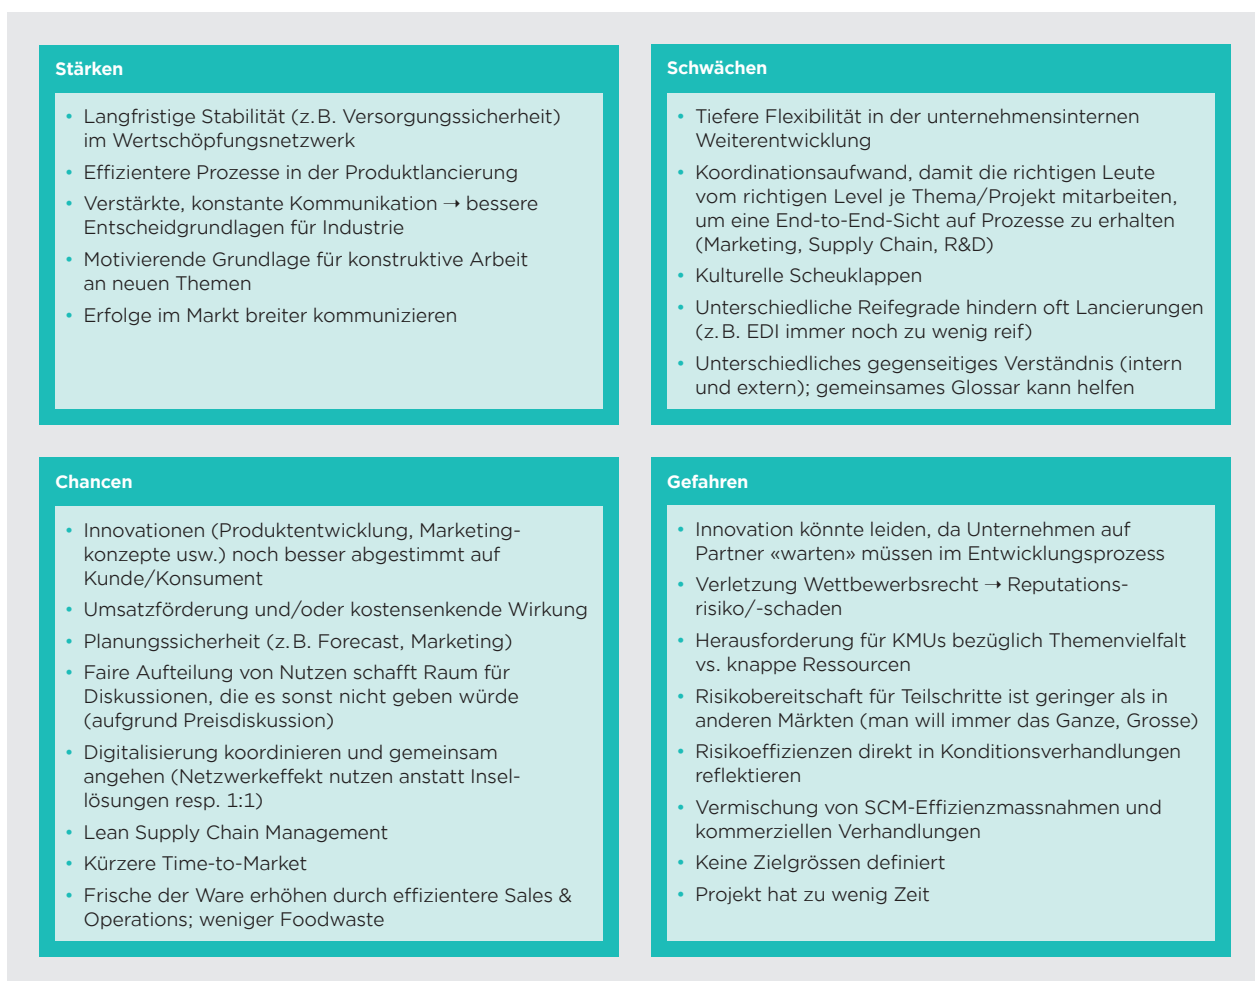 Stärken
• Langfristige Stabilität (z. B. Versorgungssicherheit)
im Wertschöpfungsnetzwerk
• Effizientere Prozesse in der Produktlancierung
• Verstärkte, konstante Kommunikation ➝ bessere
Entscheidgrundlagen für Industrie
• Motivierende Grundlage für konstruktive Arbeit
an neuen Themen
• Erfolge im Markt breiter kommunizieren
Schwächen
• Tiefere Flexibilität in der unternehmensinternen
Weiterentwicklung
• Koordinationsaufwand, damit die richtigen Leute
vom richtigen Level je Thema/Projekt mitarbeiten,
um eine End-to-End-Sicht auf Prozesse zu erhalten
(Marketing, Supply Chain, R&D)
• Kulturelle Scheuklappen
• Unterschiedliche Reifegrade hindern oft Lancierungen
(z. B. EDI immer noch zu wenig reif)
• Unterschiedliches gegenseitiges Verständnis (intern
und extern); gemeinsames Glossar kann helfen
Chancen
• Innovationen (Produktentwicklung, Marketing-
konzepte usw.) noch besser abgestimmt auf
Kunde/Konsument
• Umsatzförderung und/oder kostensenkende Wirkung
• Planungssicherheit (z. B. Forecast, Marketing)
• Faire Aufteilung von Nutzen schafft Raum für
Diskussionen, die es sonst nicht geben würde
(aufgrund Preisdiskussion)
• Digitalisierung koordinieren und gemeinsam
angehen (Netzwerkeffekt nutzen anstatt Insel-
lösungen resp. 1:1)
• Lean Supply Chain Management
• Kürzere Time-to-Market
• Frische der Ware erhöhen durch effizientere Sales &
Operations; weniger Foodwaste
Gefahren
• Innovation könnte leiden, da Unternehmen auf
Partner «warten» müssen im Entwicklungsprozess
• Verletzung Wettbewerbsrecht ➝ Reputations-
risiko/-schaden
• Herausforderung für KMUs bezüglich Themenvielfalt
vs. knappe Ressourcen
• Risikobereitschaft für Teilschritte ist geringer als in
anderen Märkten (man will immer das Ganze, Grosse)
• Risikoeffizienzen direkt in Konditionsverhandlungen
reflektieren
• Vermischung von SCM-Effizienzmassnahmen und
kommerziellen Verhandlungen
• Keine Zielgrössen definiert
• Projekt hat zu wenig Zeit